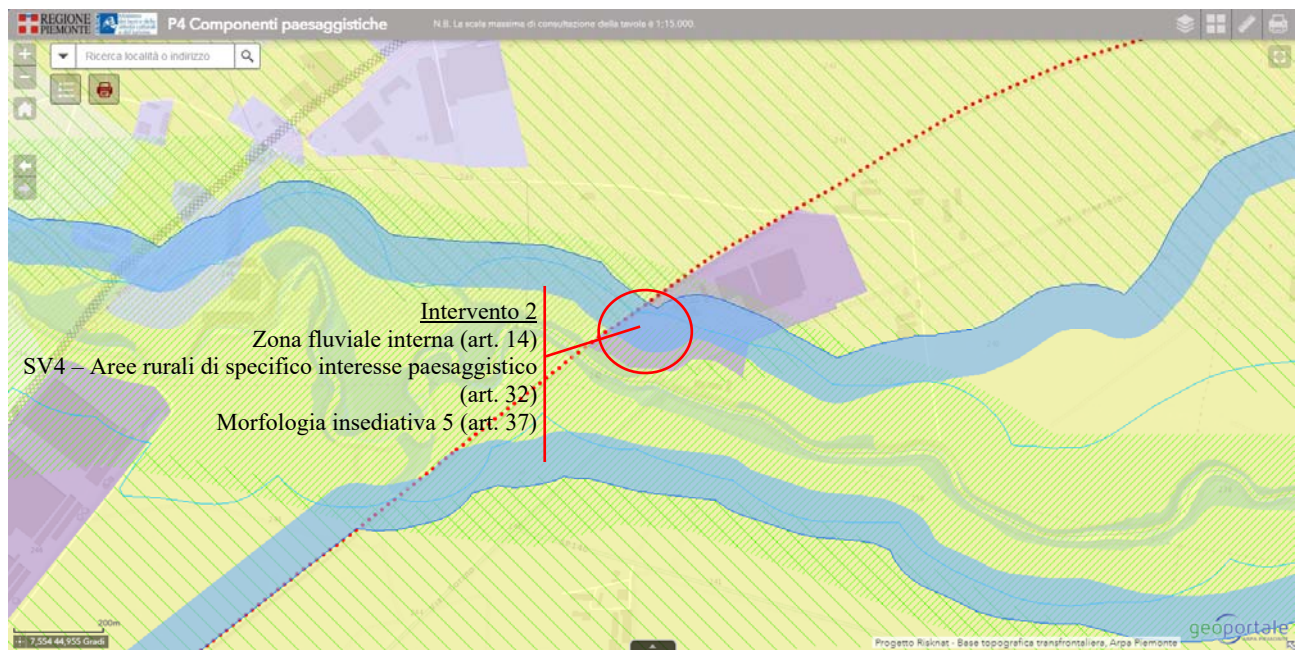 REGIONE
PIEMONTE
P4 Componenti paesaggistiche
N.B. La scala massima di consultazione della tavola è 1:15.000.
Ricerca località o indirizzo
Intervento 2
Zona fluviale interna (art. 14)
SV4 – Aree rurali di specifico interesse paesaggistico
(art. 32)
Morfologia insediativa 5 (art. 37)
200m
7,554 44,955 Gradi
geoportale
Progetto Risknat - Base topografica transfrontaliera, Arpa Piemonte